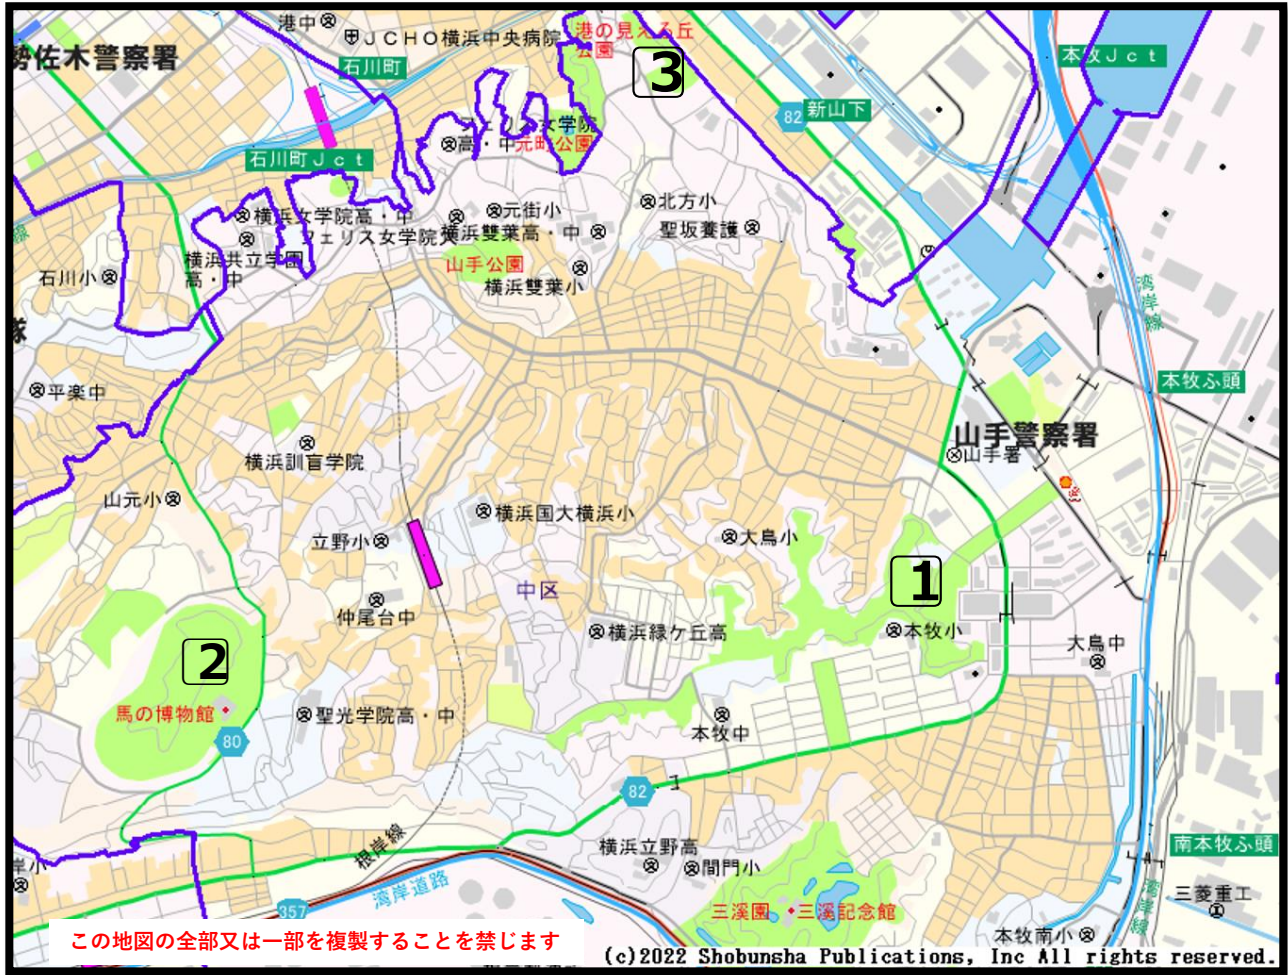 港中
JCHO横浜中央病院
港の見える丘
公園
勢佐木警察署
石川町
本牧Jct
3
82
新山下
フェリス女学院
高・中
元町公園
石川町Jct
北方小
元街小
横浜女学院高・中
聖坂養護
フェリス女学院大
横浜雙葉高・中
横浜共立学園
高・中
山手公園
石川小
横浜雙葉小
湾岸線
隊
平楽中
本牧ふ頭
山手警察署
山手署
横浜訓盲学院
山元小
横浜国大横浜小
立野小
大鳥小
1
中区
仲尾台中
横浜緑ケ丘高
本牧小
大鳥中
2
馬の博物館
聖光学院高・中
本牧中
80
82
根岸線
横浜立野高
間門小
南本牧ふ頭
岸小
湾岸道路
三菱重工
湾岸線
357
三溪園
三溪記念館
本牧南小
この地図の全部又は一部を複製することを禁じます
(c)2022 Shobunsha Publications, Inc All rights reserved.